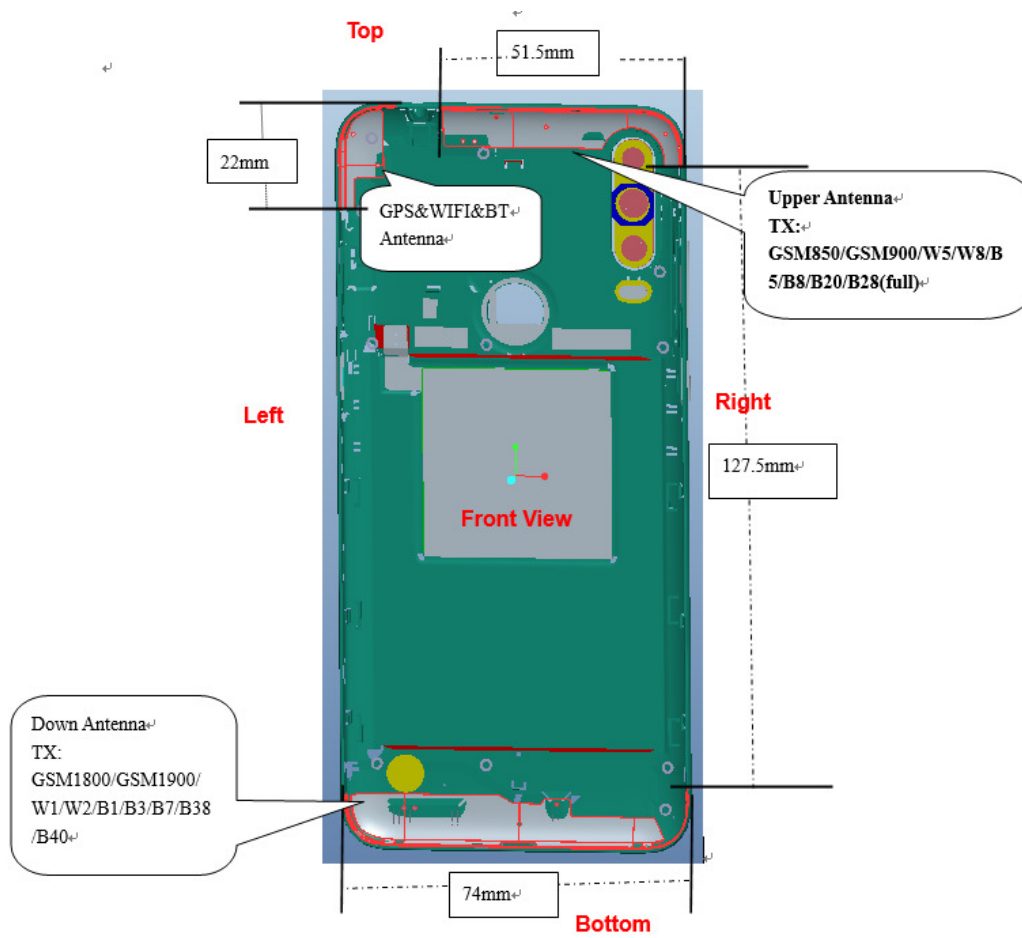 Top
51.5mm
22mm
GPS&WIFI&BT
Antenna
Upper Antenna
TX:
GSM850/GSM900/W5/W8/B
5/B8/B20/B28(full)
Left
Right
127.5mm
Front View
Down Antenna
TX:
GSM1800/GSM1900/
W1/W2/B1/B3/B7/B38
/B40
74mm
Bottom